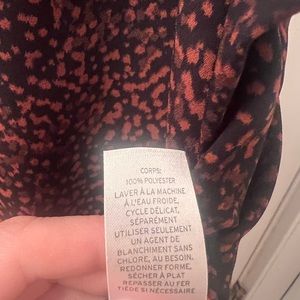 CORPS:
100% POLYESTER
LAVER À LA MACHINE
À L'EAU FROIDE,
CYCLE DÉLICAT,
SÉPARÉMENT
UTILISER SEULEMENT
UN AGENT DE
BLANCHIMENT SANS
CHLORE, AU BESOIN.
REDONNER FORME,
SÉCHER À PLAT
REPASSER AU FER
TIÈDE SI NÉCESSAIRE